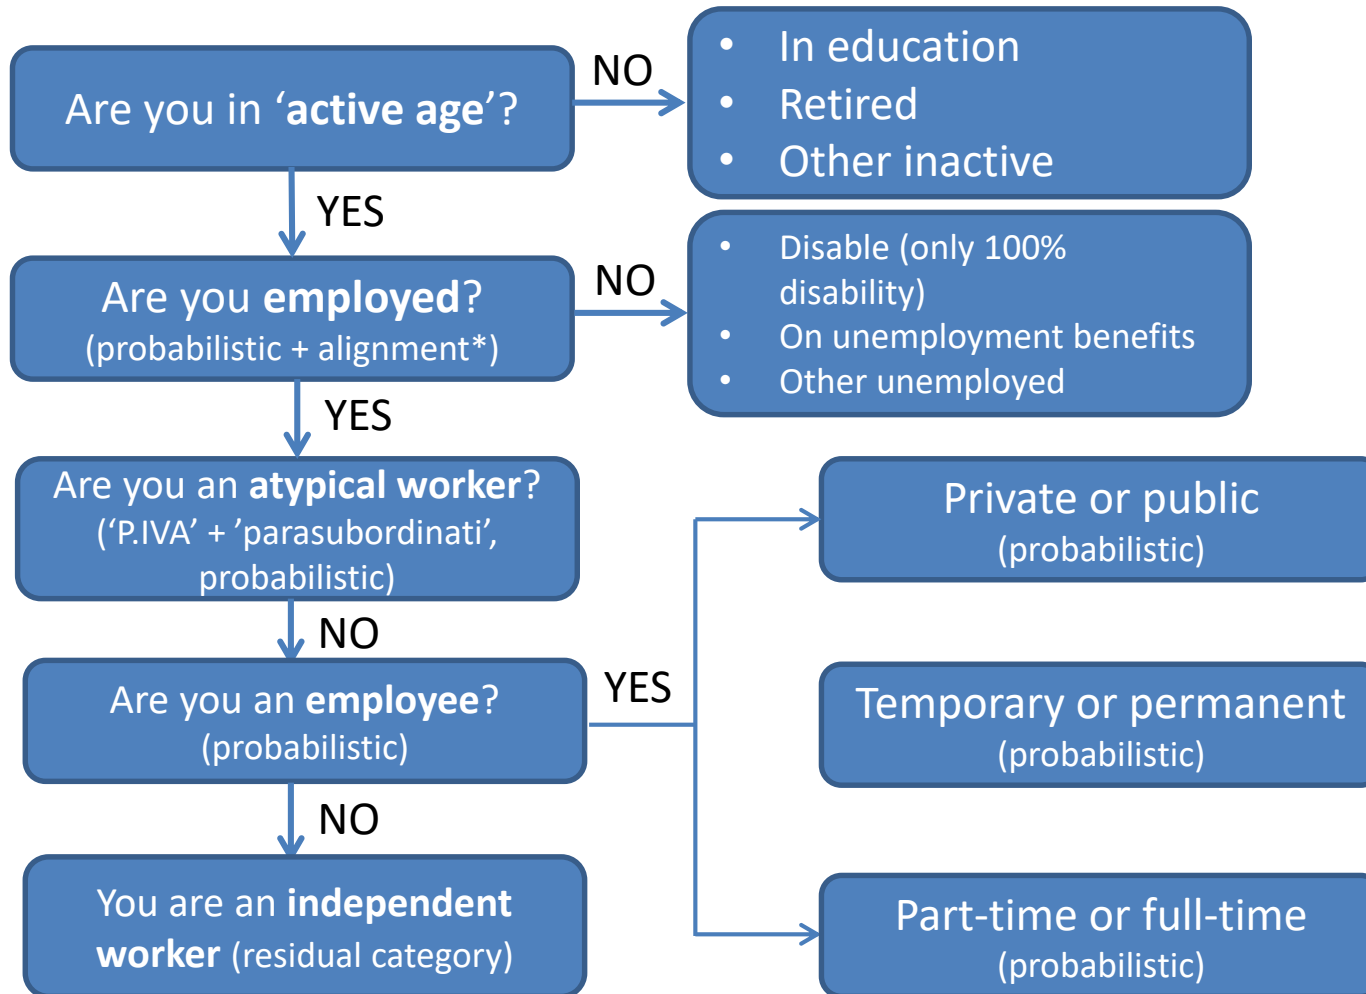 Are you in ‘active age’?
NO
• In education
• Retired
• Other inactive
YES
Are you employed?
(probabilistic + alignment*)
NO
• Disable (only 100%
disability)
• On unemployment benefits
• Other unemployed
YES
Are you an atypical worker?
(‘P.IVA’ + ’parasubordinati’,
probabilistic)
NO
Are you an employee?
(probabilistic)
YES
Private or public
(probabilistic)
Temporary or permanent
(probabilistic)
Part-time or full-time
(probabilistic)
NO
You are an independent
worker (residual category)